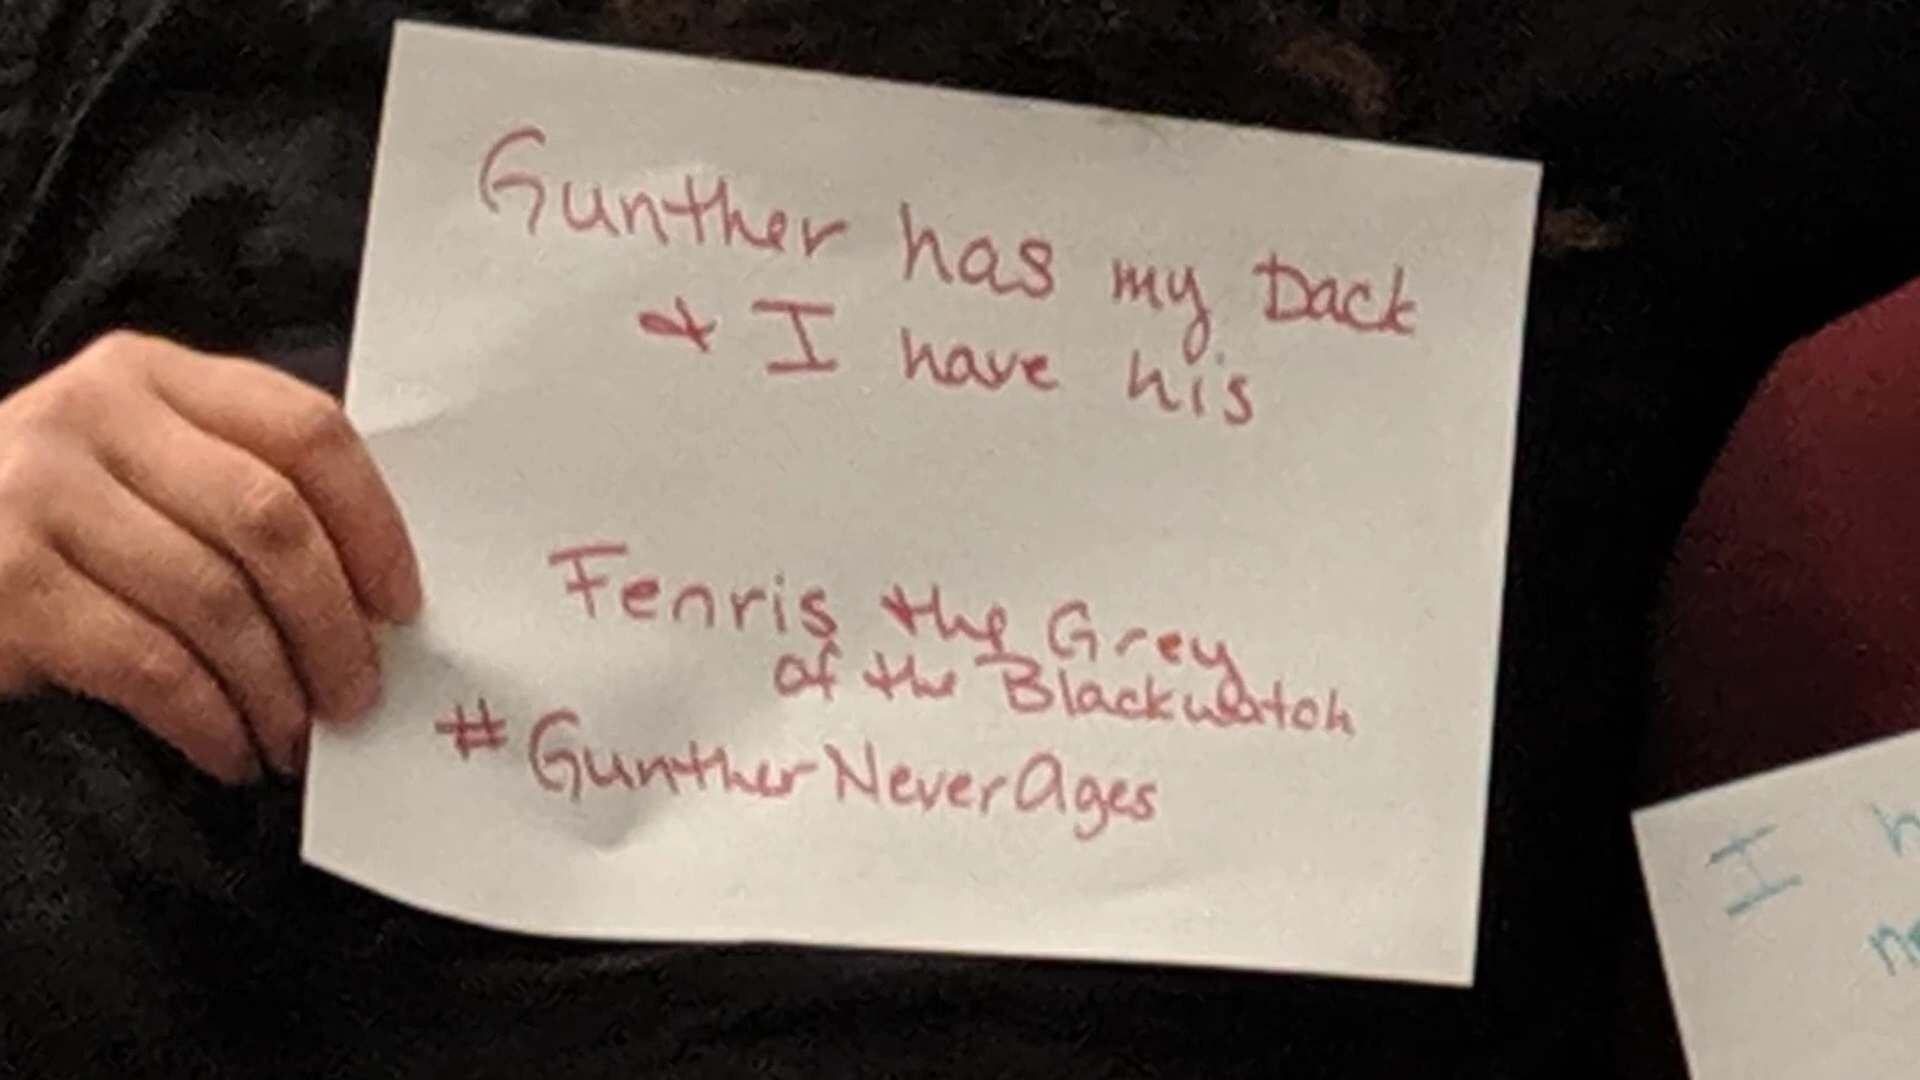 Gunther has my Back
& I have his
Fenris the Grey
of the Blackwatch
#GuntherNeverAges
I